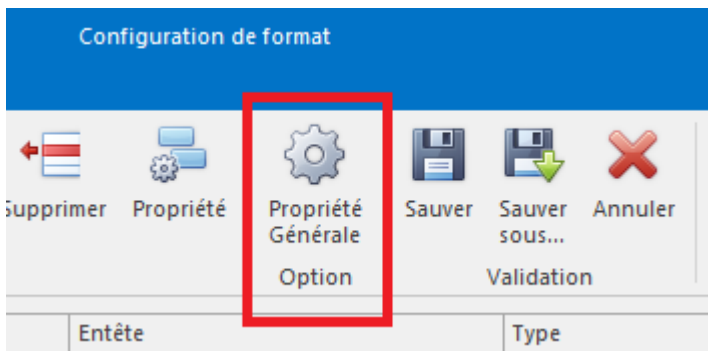 Configuration de format
Supprimer Propriété Propriété Générale Sauver Sauver sous... Annuler
Option Validation
Entête Type